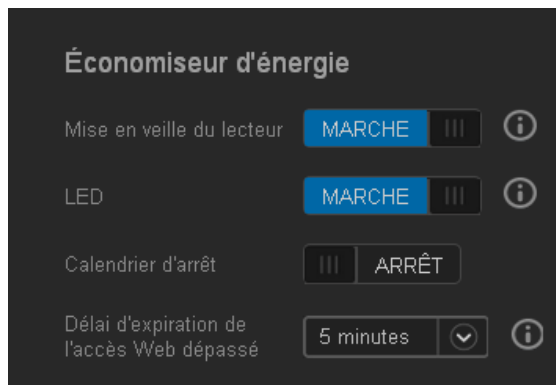 Économiseur d'énergie
Mise en veille du lecteur MARCHE
LED MARCHE
Calendrier d'arrêt ARRÊT
Délai d'expiration de
l'accès Web dépassé 5 minutes